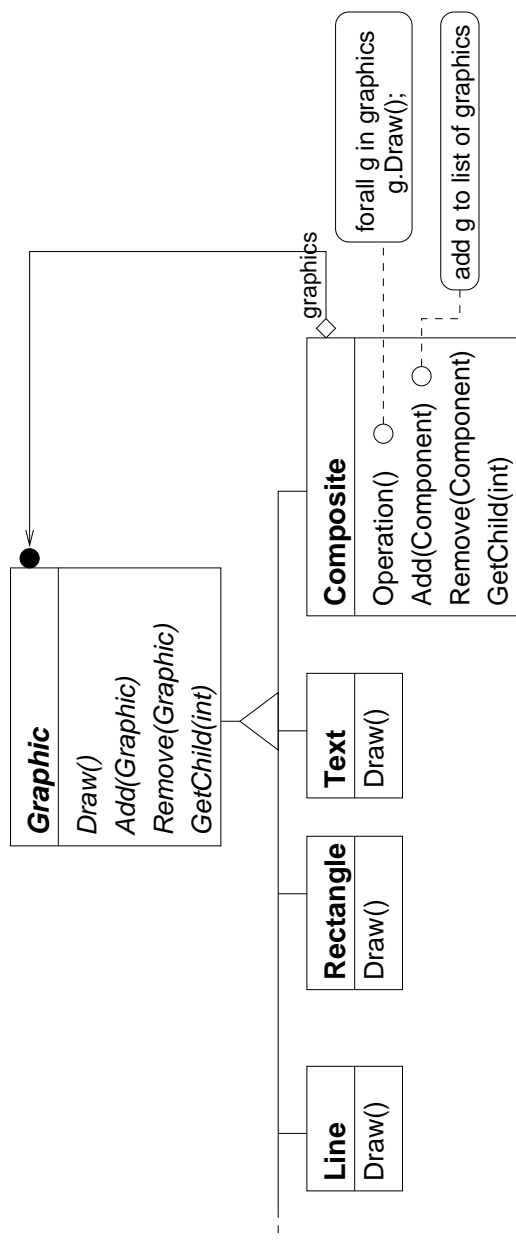 Graphic
Draw()
Add(Graphic)
Remove(Graphic)
GetChild(int)
graphics
Line
Draw()
Rectangle
Draw()
Text
Draw()
Composite
Operation()
Add(Component)
Remove(Component)
GetChild(int)
forall g in graphics
g.Draw();
add g to list of graphics